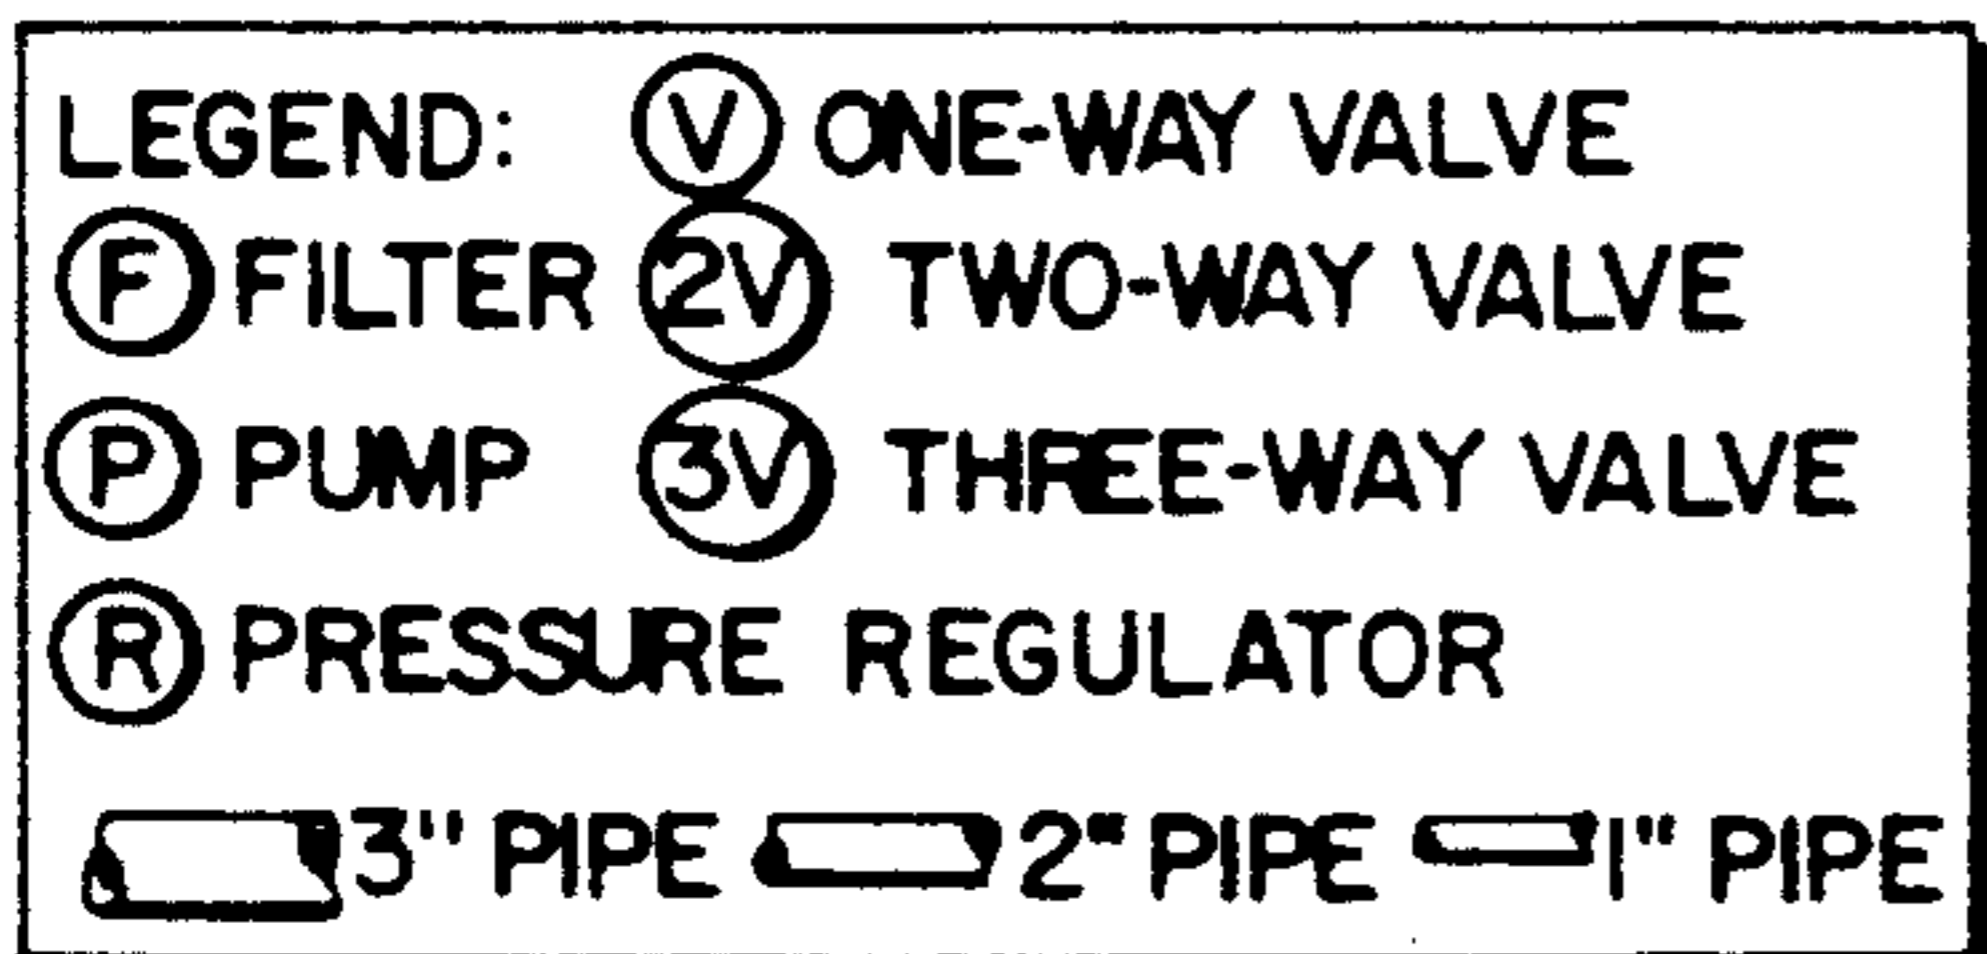 LEGEND: V ONE-WAY VALVE
F FILTER 2V TWO-WAY VALVE
P PUMP 3V THREE-WAY VALVE
R PRESSURE REGULATOR
3" PIPE 2" PIPE 1" PIPE